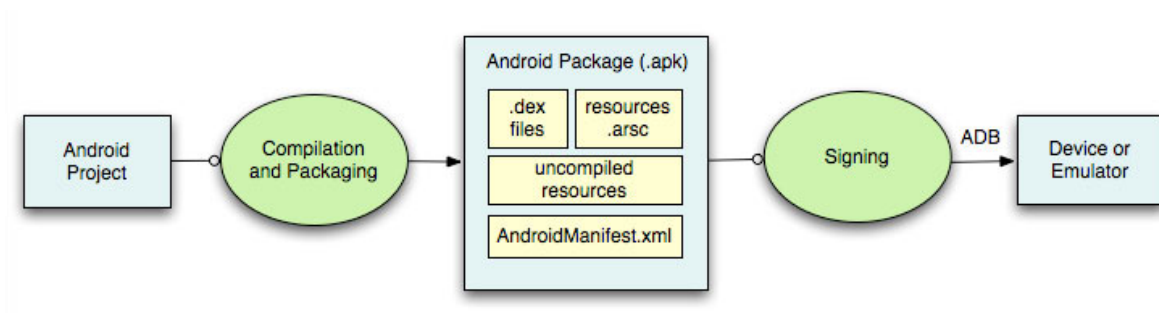 Android
Project
Compilation
and Packaging
Android Package (.apk)
.dex
files
resources
.arsc
uncompiled
resources
AndroidManifest.xml
Signing
ADB
Device or
Emulator